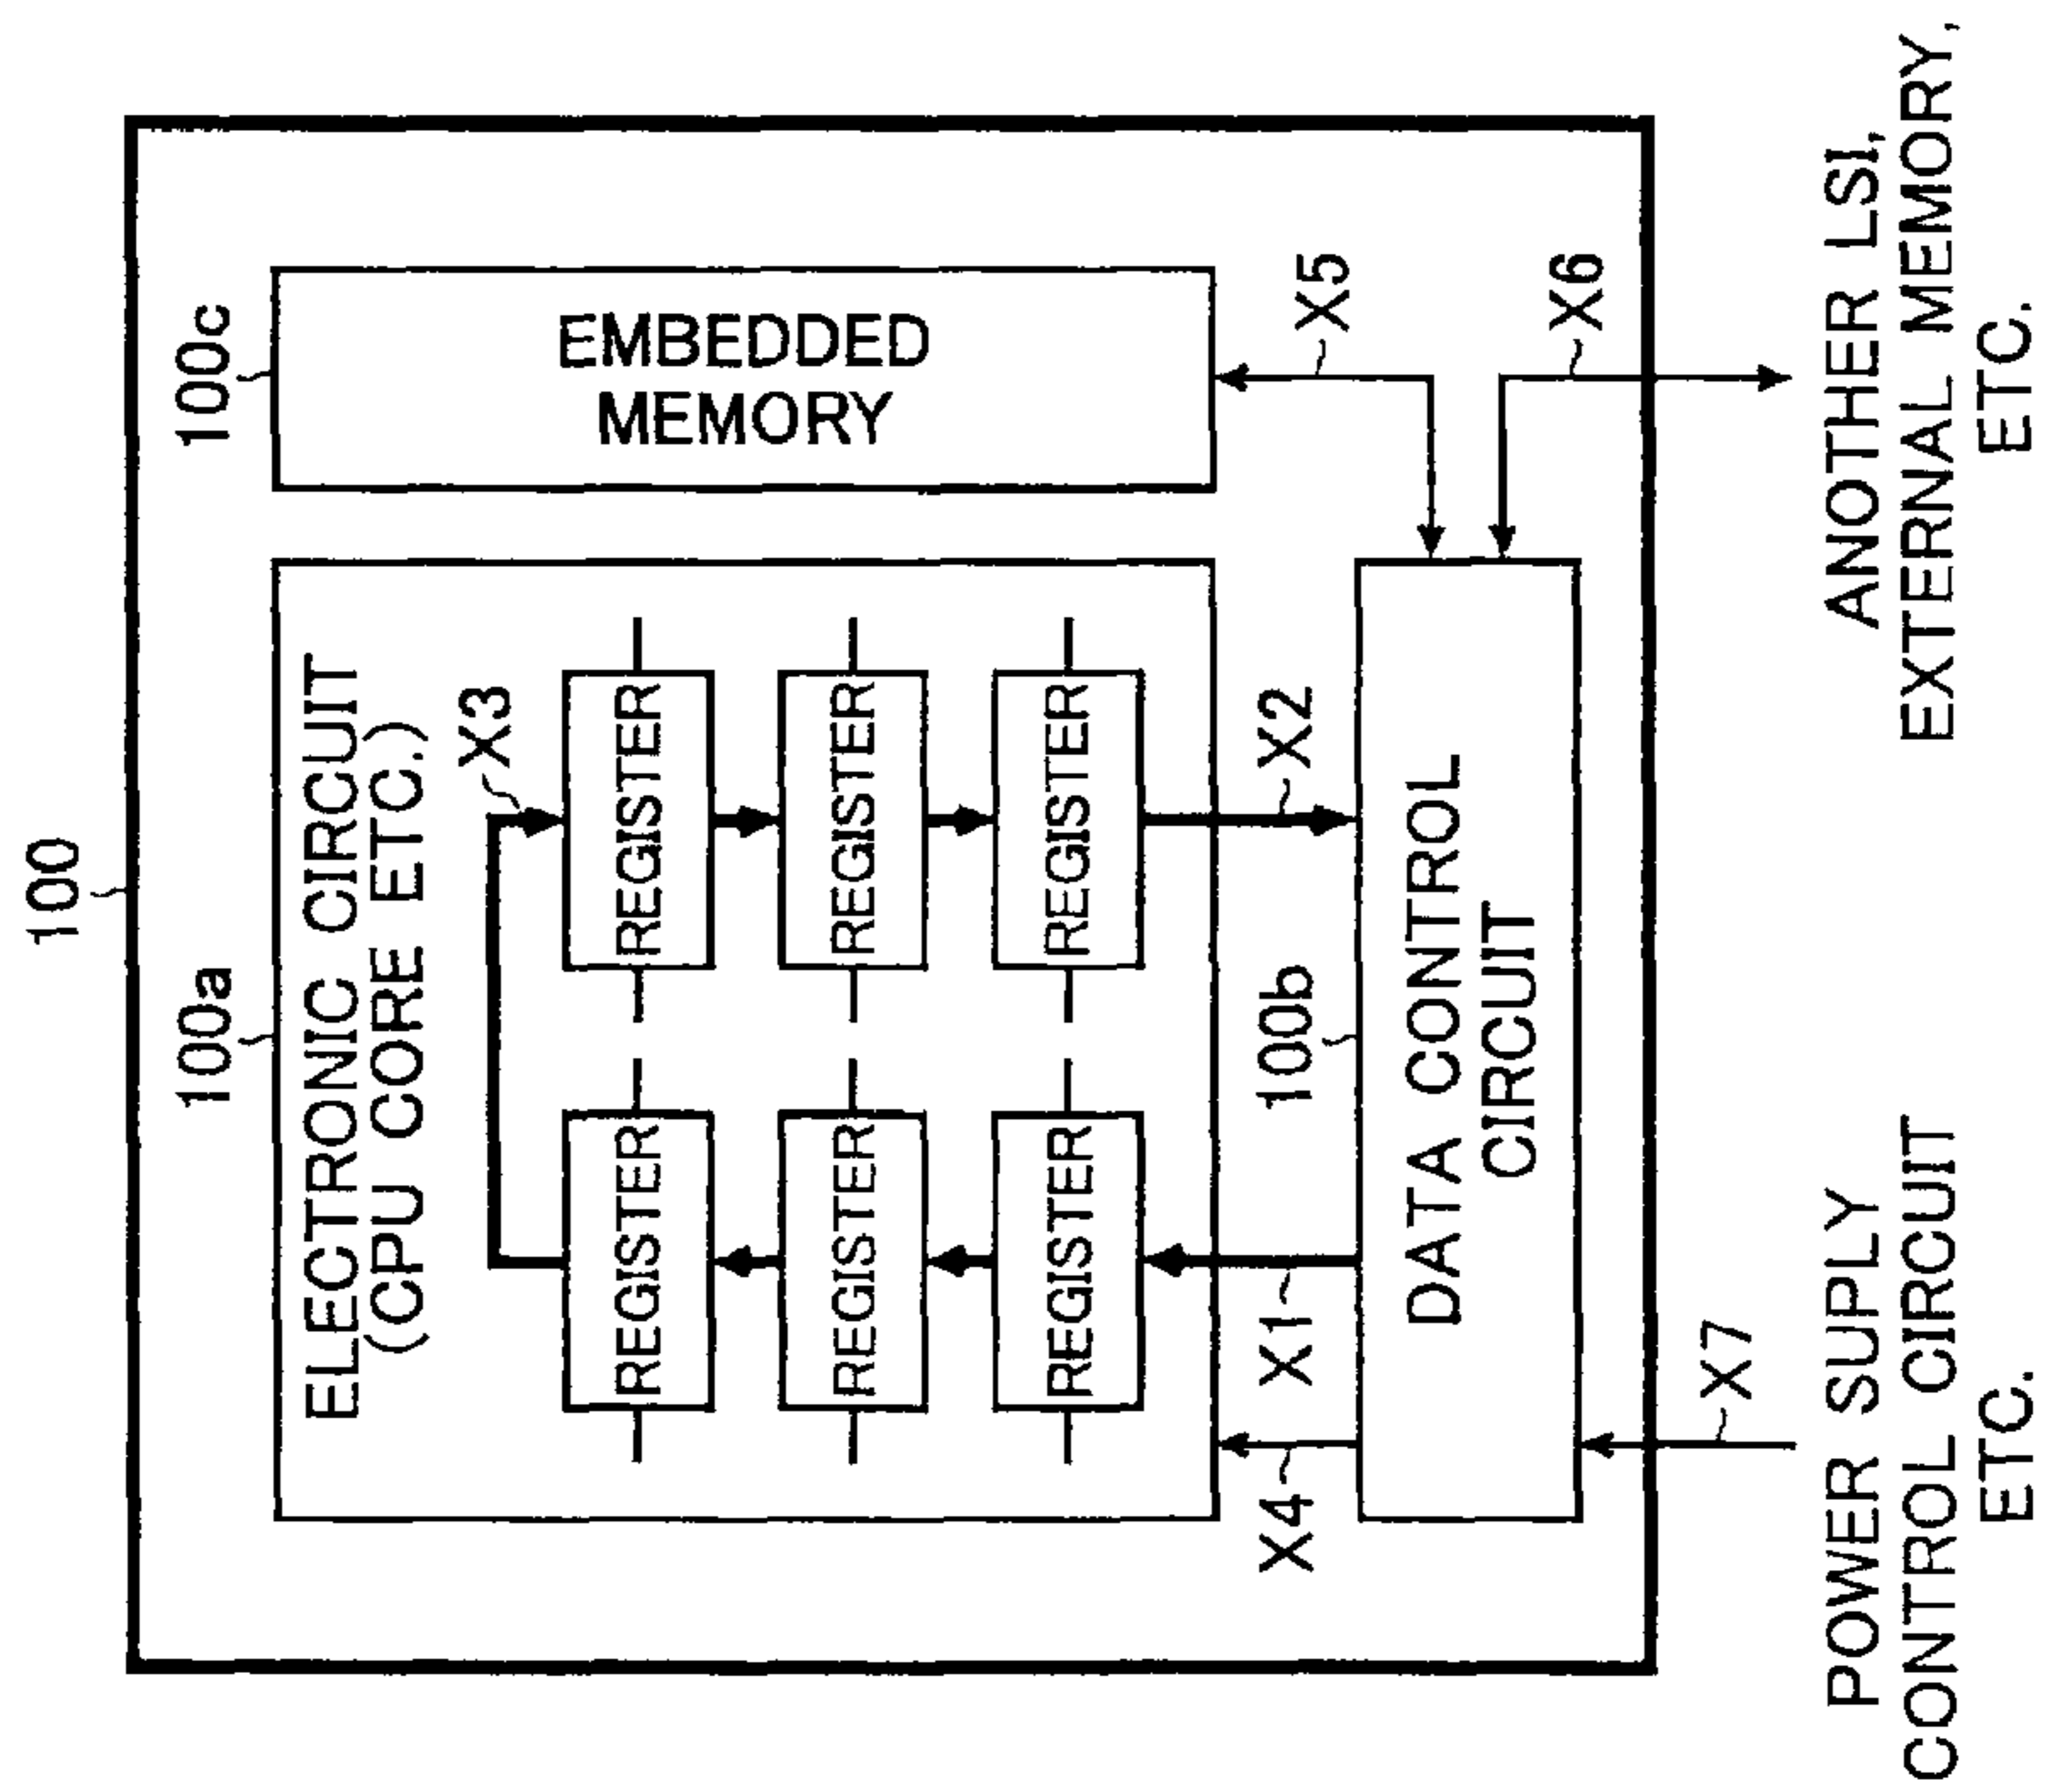 100
100a
100c
ELECTRONIC CIRCUIT
(CPU CORE ETC.)
EMBEDDED
MEMORY
X3
REGISTER
REGISTER
REGISTER
REGISTER
REGISTER
REGISTER
X4
X1
100b
X2
X5
DATA CONTROL
CIRCUIT
X6
X7
POWER SUPPLY
CONTROL CIRCUIT
ETC.
ANOTHER LSI,
EXTERNAL MEMORY,
ETC.